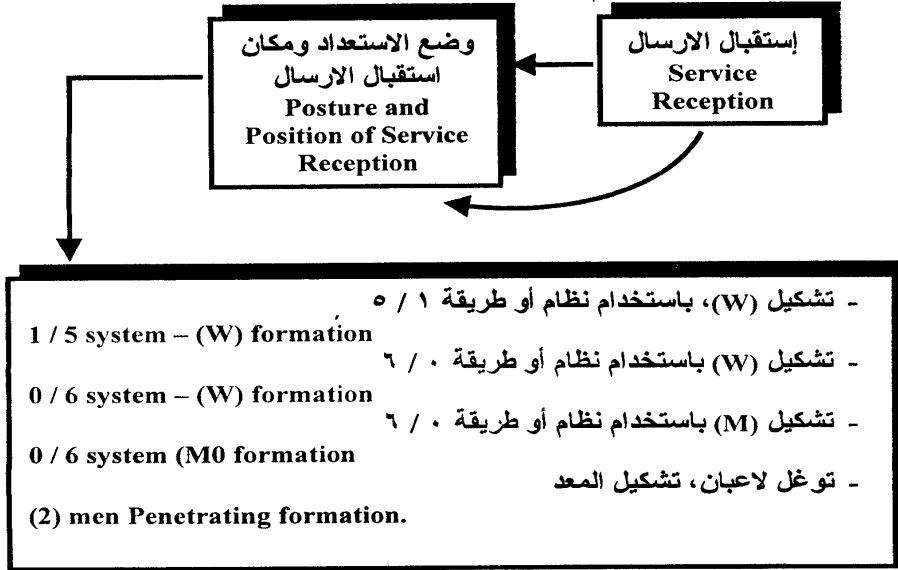 إستقبال الارسال
Service
Reception
وضع الاستعداد ومكان
استقبال الارسال
Posture and
Position of Service
Reception
- تشكيل (W)، باستخدام نظام أو طريقة ١ / ٥
1 / 5 system – (W) formation
- تشكيل (W) باستخدام نظام أو طريقة ٠ / ٦
0 / 6 system – (W) formation
- تشكيل (M) باستخدام نظام أو طريقة ٠ / ٦
0 / 6 system (M0 formation
- توغل لاعبان، تشكيل المعد
(2) men Penetrating formation.